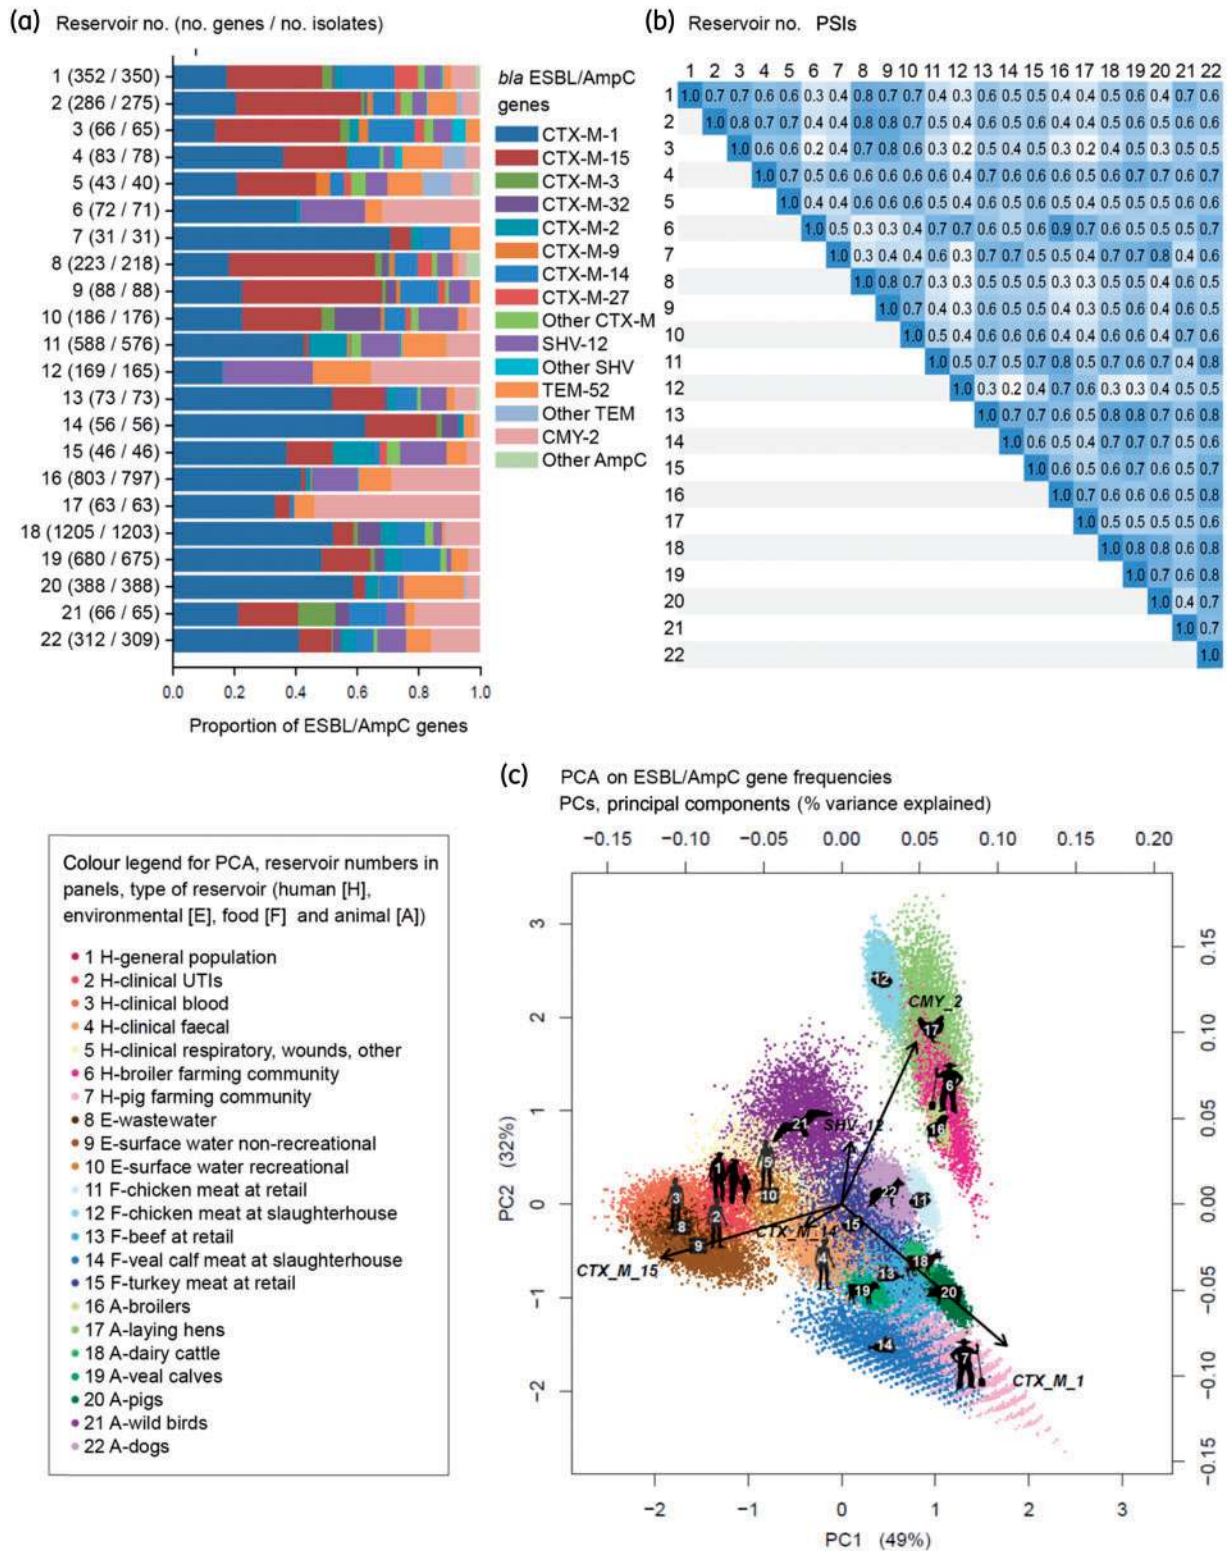 (a) Reservoir no. (no. genes / no. isolates)
1 (352 / 350)
2 (286 / 275)
3 (66 / 65)
4 (83 / 78)
5 (43 / 40)
6 (72 / 71)
7 (31 / 31)
8 (223 / 218)
9 (88 / 88)
10 (186 / 176)
11 (588 / 576)
12 (169 / 165)
13 (73 / 73)
14 (56 / 56)
15 (46 / 46)
16 (803 / 797)
17 (63 / 63)
18 (1205 / 1203)
19 (680 / 675)
20 (388 / 388)
21 (66 / 65)
22 (312 / 309)
0.0 0.2 0.4 0.6 0.8 1.0
Proportion of ESBL/AmpC genes
bla ESBL/AmpC
genes
CTX-M-1
CTX-M-15
CTX-M-3
CTX-M-32
CTX-M-2
CTX-M-9
CTX-M-14
CTX-M-27
Other CTX-M
SHV-12
Other SHV
TEM-52
Other TEM
CMY-2
Other AmpC
(b) Reservoir no. PSIs
1 2 3 4 5 6 7 8 9 10 11 12 13 14 15 16 17 18 19 20 21 22
1 1.0 0.7 0.7 0.6 0.6 0.3 0.4 0.8 0.7 0.7 0.4 0.3 0.6 0.5 0.5 0.4 0.4 0.6 0.6 0.4 0.7 0.6
2 1.0 0.8 0.7 0.7 0.4 0.4 0.8 0.8 0.7 0.4 0.4 0.6 0.5 0.6 0.4 0.4 0.5 0.6 0.5 0.6 0.6
3 1.0 0.6 0.6 0.2 0.4 0.7 0.8 0.6 0.3 0.2 0.5 0.4 0.5 0.3 0.2 0.4 0.5 0.3 0.5 0.5
4 1.0 0.7 0.5 0.6 0.6 0.6 0.6 0.6 0.5 0.7 0.6 0.6 0.6 0.5 0.6 0.7 0.7 0.6 0.7
5 1.0 0.4 0.4 0.6 0.6 0.6 0.5 0.5 0.6 0.5 0.6 0.5 0.4 0.5 0.6 0.5 0.6 0.6
6 1.0 0.5 0.3 0.3 0.4 0.7 0.7 0.6 0.5 0.6 0.9 0.7 0.6 0.5 0.5 0.5 0.7
7 1.0 0.3 0.4 0.4 0.6 0.3 0.7 0.7 0.5 0.5 0.4 0.7 0.7 0.8 0.4 0.6
8 1.0 0.8 0.7 0.3 0.3 0.5 0.5 0.5 0.3 0.3 0.4 0.5 0.4 0.6 0.5
9 1.0 0.7 0.4 0.3 0.6 0.5 0.6 0.4 0.3 0.5 0.6 0.4 0.6 0.5
10 1.0 0.5 0.4 0.6 0.5 0.6 0.5 0.4 0.6 0.6 0.4 0.7 0.6
11 1.0 0.5 0.7 0.5 0.7 0.8 0.5 0.7 0.6 0.7 0.4 0.8
12 1.0 0.3 0.2 0.4 0.7 0.6 0.3 0.3 0.4 0.5 0.5
13 1.0 0.7 0.7 0.6 0.5 0.8 0.8 0.7 0.6 0.8
14 1.0 0.6 0.5 0.4 0.7 0.7 0.7 0.5 0.6
15 1.0 0.6 0.5 0.6 0.7 0.6 0.5 0.7
16 1.0 0.7 0.6 0.6 0.6 0.5 0.8
17 1.0 0.5 0.5 0.5 0.5 0.6
18 1.0 0.8 0.8 0.6 0.8
19 1.0 0.7 0.6 0.8
20 1.0 0.4 0.7
21 1.0 0.7
22 1.0
(c) PCA on ESBL/AmpC gene frequencies
PCs, principal components (% variance explained)
Colour legend for PCA, reservoir numbers in
panels, type of reservoir (human [H],
environmental [E], food [F] and animal [A])
1 H-general population
2 H-clinical UTIs
3 H-clinical blood
4 H-clinical faecal
5 H-clinical respiratory, wounds, other
6 H-broiler farming community
7 H-pig farming community
8 E-wastewater
9 E-surface water non-recreational
10 E-surface water recreational
11 F-chicken meat at retail
12 F-chicken meat at slaughterhouse
13 F-beef at retail
14 F-veal calf meat at slaughterhouse
15 F-turkey meat at retail
16 A-broilers
17 A-laying hens
18 A-dairy cattle
19 A-veal calves
20 A-pigs
21 A-wild birds
22 A-dogs
−0.15 −0.10 −0.05 0.00 0.05 0.10 0.15 0.20
3
2
1
0
−1
−2
PC2 (32%)
0.15
0.10
0.05
0.00
−0.05
−0.10
−0.15
12
CMY_2
17
6
16
21
SHV_12
1
5
3
10
22
11
2
8
15
CTX_M_14
9
4
CTX_M_15
18
13
19
20
14
7
CTX_M_1
−2 −1 0 1 2 3
PC1 (49%)